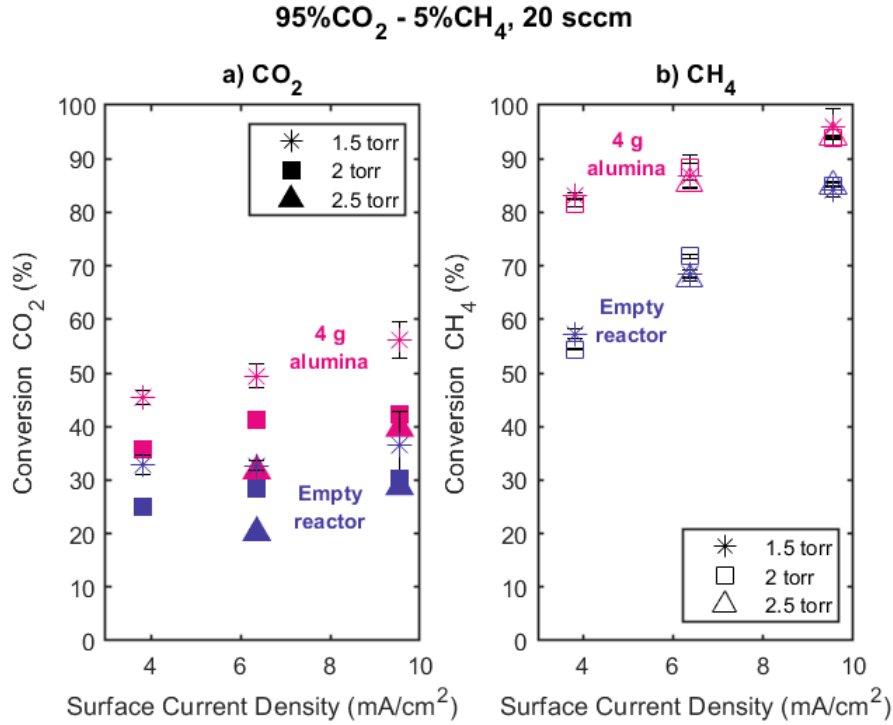 95%CO₂ - 5%CH₄, 20 sccm
a) CO₂
100
90
80
70
60
50
40
30
20
10
0
4
6
8
10
Conversion CO₂ (%)
Surface Current Density (mA/cm²)
1.5 torr
2 torr
2.5 torr
4 g
alumina
Empty
reactor
b) CH₄
100
90
80
70
60
50
40
30
20
10
0
4
6
8
10
Conversion CH₄ (%)
Surface Current Density (mA/cm²)
4 g
alumina
Empty
reactor
1.5 torr
2 torr
2.5 torr